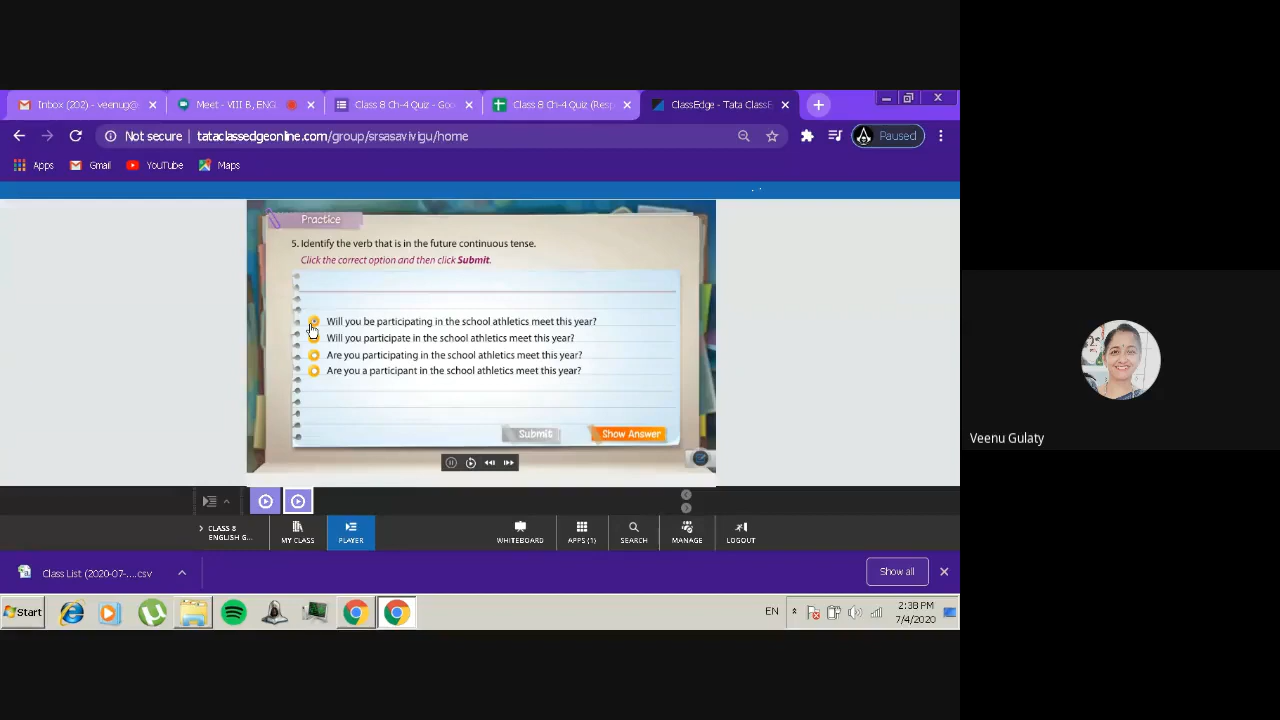 Inbox (202) - veenug@
Meet - VIII B, ENG
Class 8 Ch-4 Quiz - Goo
Class 8 Ch-4 Quiz (Resp
ClassEdge - Tata ClassE
Not secure
tataclassedgeonline.com/group/srsasavivigu/home
Paused
Apps
Gmail
YouTube
Maps
Practice
5. Identify the verb that is in the future continuous tense.
Click the correct option and then click Submit.
Will you be participating in the school athletics meet this year?
Will you participate in the school athletics meet this year?
Are you participating in the school athletics meet this year?
Are you a participant in the school athletics meet this year?
Submit
Show Answer
Veenu Gulaty
CLASS 8
ENGLISH G...
MY CLASS
PLAYER
WHITEBOARD
APPS (1)
SEARCH
MANAGE
LOGOUT
Class List (2020-07-....csv
Show all
Start
EN
2:38 PM
7/4/2020